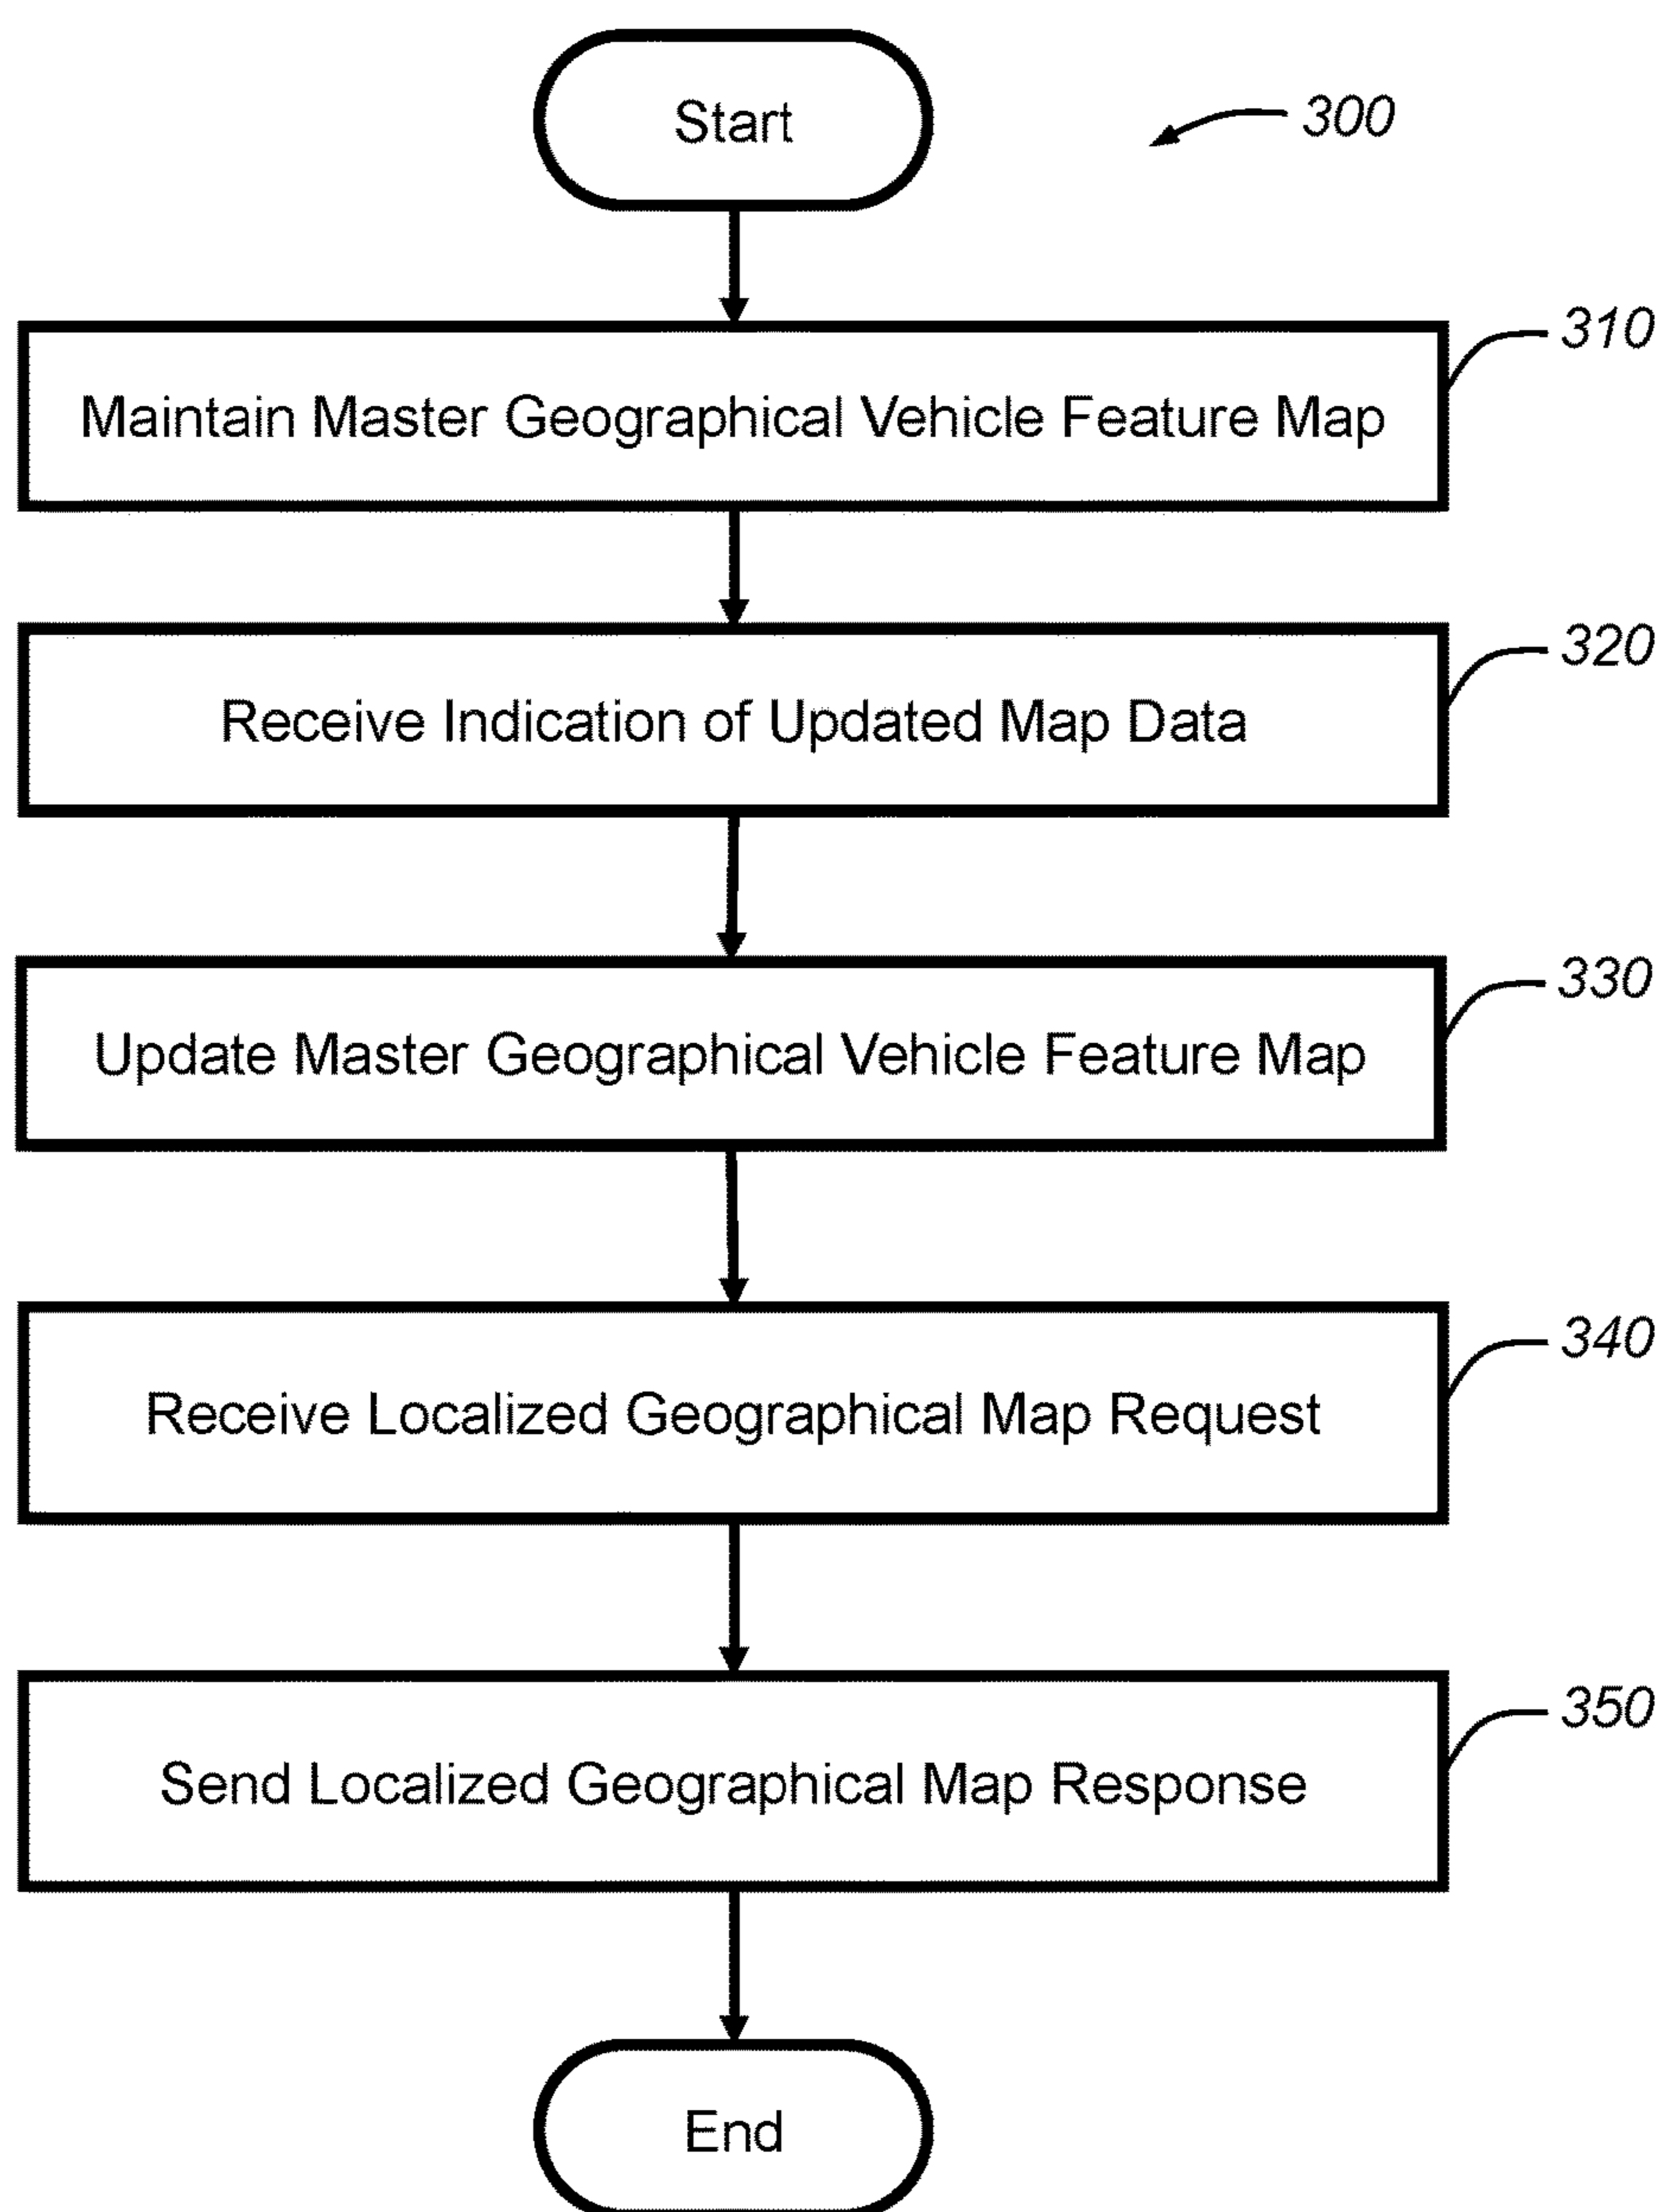 Start
300
Maintain Master Geographical Vehicle Feature Map
310
Receive Indication of Updated Map Data
320
Update Master Geographical Vehicle Feature Map
330
Receive Localized Geographical Map Request
340
Send Localized Geographical Map Response
350
End